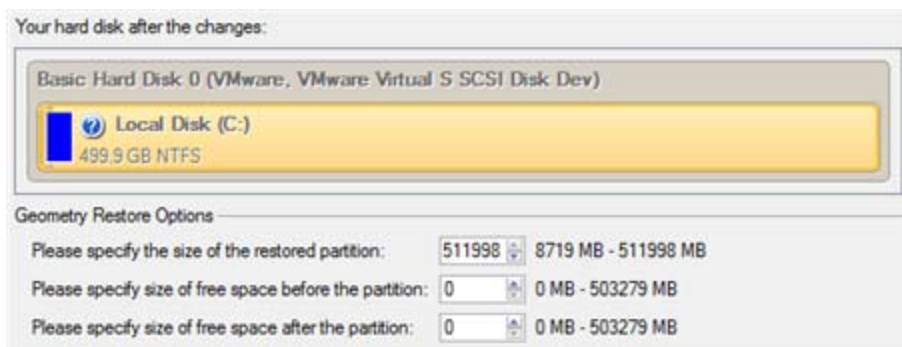 Your hard disk after the changes:
Basic Hard Disk 0 (VMware, VMware Virtual S SCSI Disk Dev)
Local Disk (C:)
499.9 GB NTFS
Geometry Restore Options
Please specify the size of the restored partition: 511998 8719 MB - 511998 MB
Please specify size of free space before the partition: 0 0 MB - 503279 MB
Please specify size of free space after the partition: 0 0 MB - 503279 MB